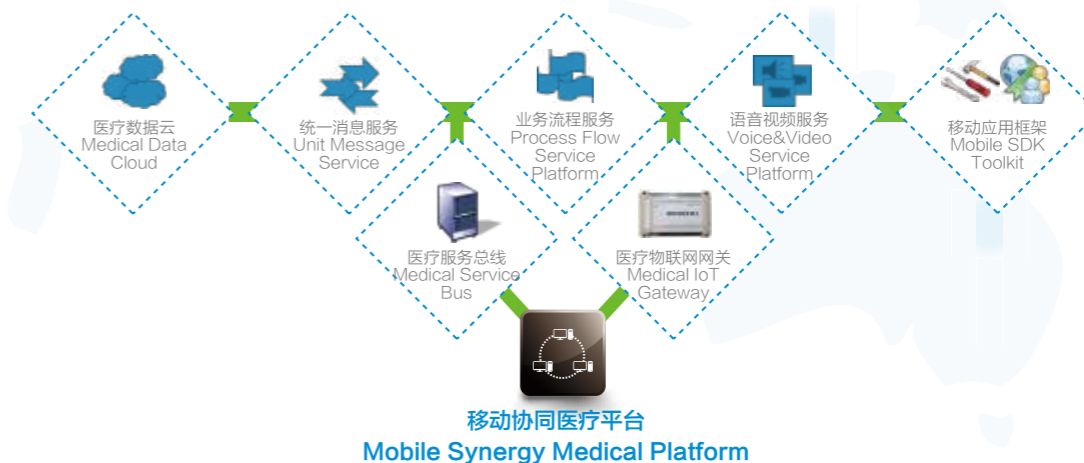 医疗数据云
Medical Data
Cloud
统一消息服务
Unit Message
Service
业务流程服务
Process Flow
Service
Platform
语音视频服务
Voice&Video
Service
Platform
移动应用框架
Mobile SDK
Toolkit
医疗服务总线
Medical Service
Bus
医疗物联网网关
Medical IoT
Gateway
移动协同医疗平台
Mobile Synergy Medical Platform